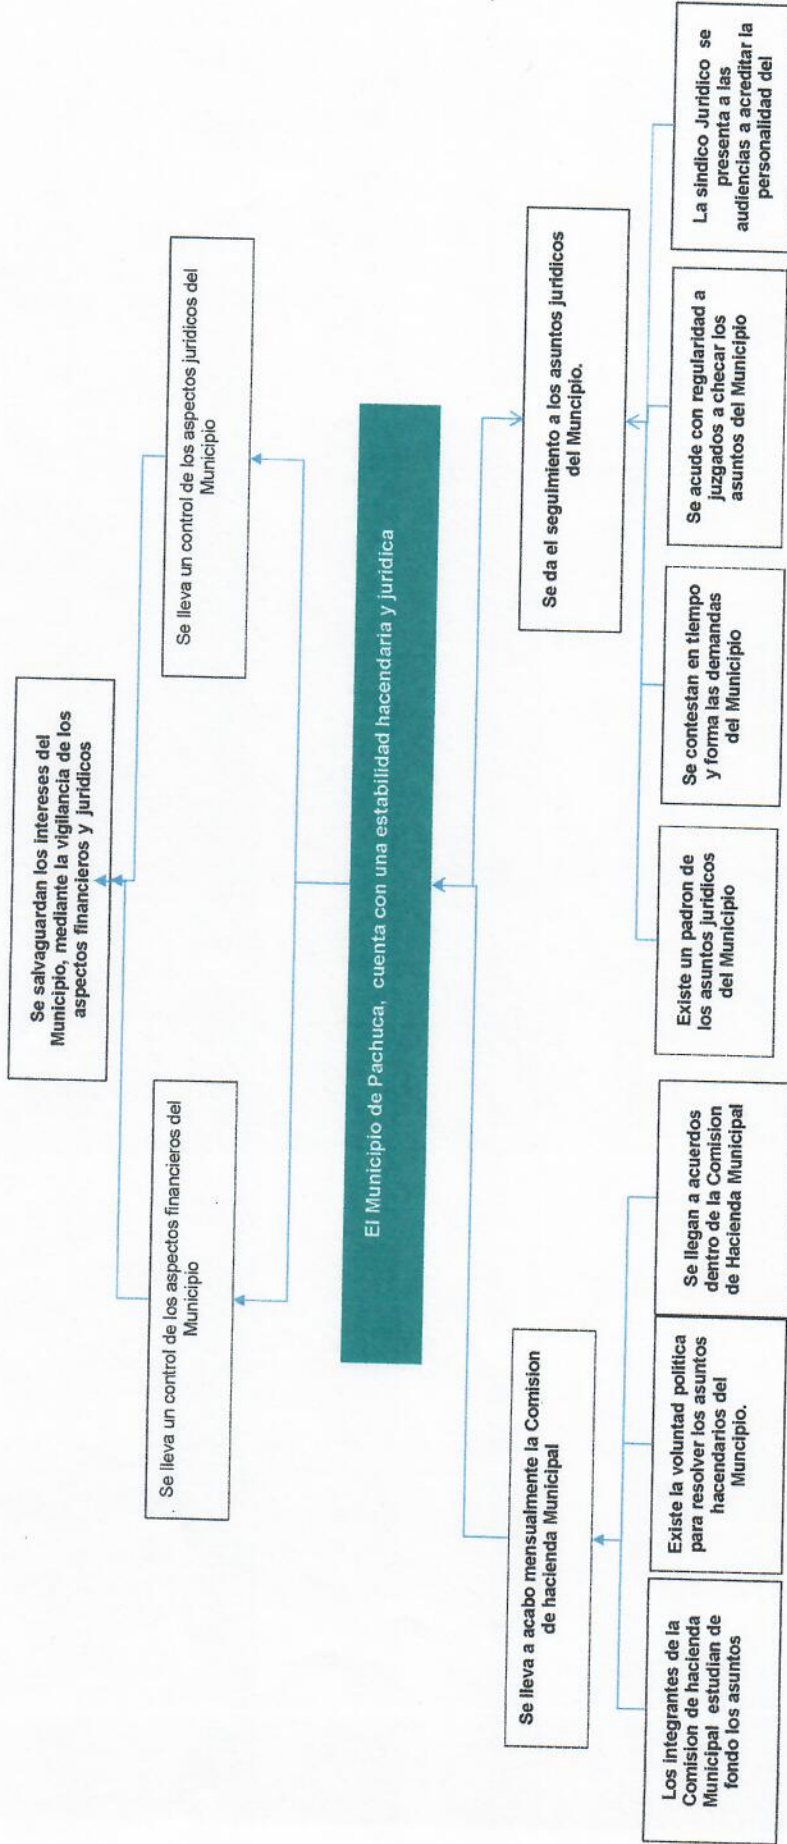 Se salvaguardan los intereses del
Municipio, mediante la vigilancia de los
aspectos financieros y juridicos
Se lleva un control de los aspectos financieros del
Municipio
Se lleva un control de los aspectos juridicos del
Municipio
El Municipio de Pachuca, cuenta con una estabilidad hacendaria y juridica
Se lleva a acabo mensualmente la Comision
de hacienda Municipal
Se da el seguimiento a los asuntos juridicos
del Muncipio.
Los integrantes de la
Comision de hacienda
Municipal estudian de
fondo los asuntos
Existe la voluntad politica
para resolver los asuntos
hacendarios del
Muncipio.
Se llegan a acuerdos
dentro de la Comision
de Hacienda Municipal
Existe un padron de
los asuntos juridicos
del Municipio
Se contestan en tiempo
y forma las demandas
del Municipio
Se acude con regularidad a
juzgados a checar los
asuntos del Municipio
La sindico Juridico se
presenta a las
audiencias a acreditar la
personalidad del